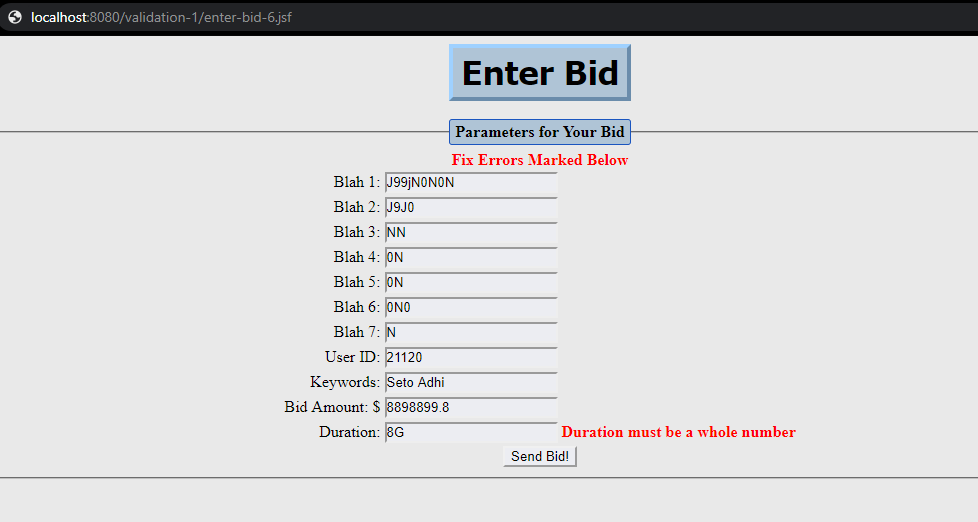 localhost:8080/validation-1/enter-bid-6.jsf
Enter Bid
Parameters for Your Bid
Fix Errors Marked Below
Blah 1: J99jN0N0N
Blah 2: J9J0
Blah 3: NN
Blah 4: 0N
Blah 5: 0N
Blah 6: 0N0
Blah 7: N
User ID: 21120
Keywords: Seto Adhi
Bid Amount: $ 8898899.8
Duration: 8G Duration must be a whole number
Send Bid!